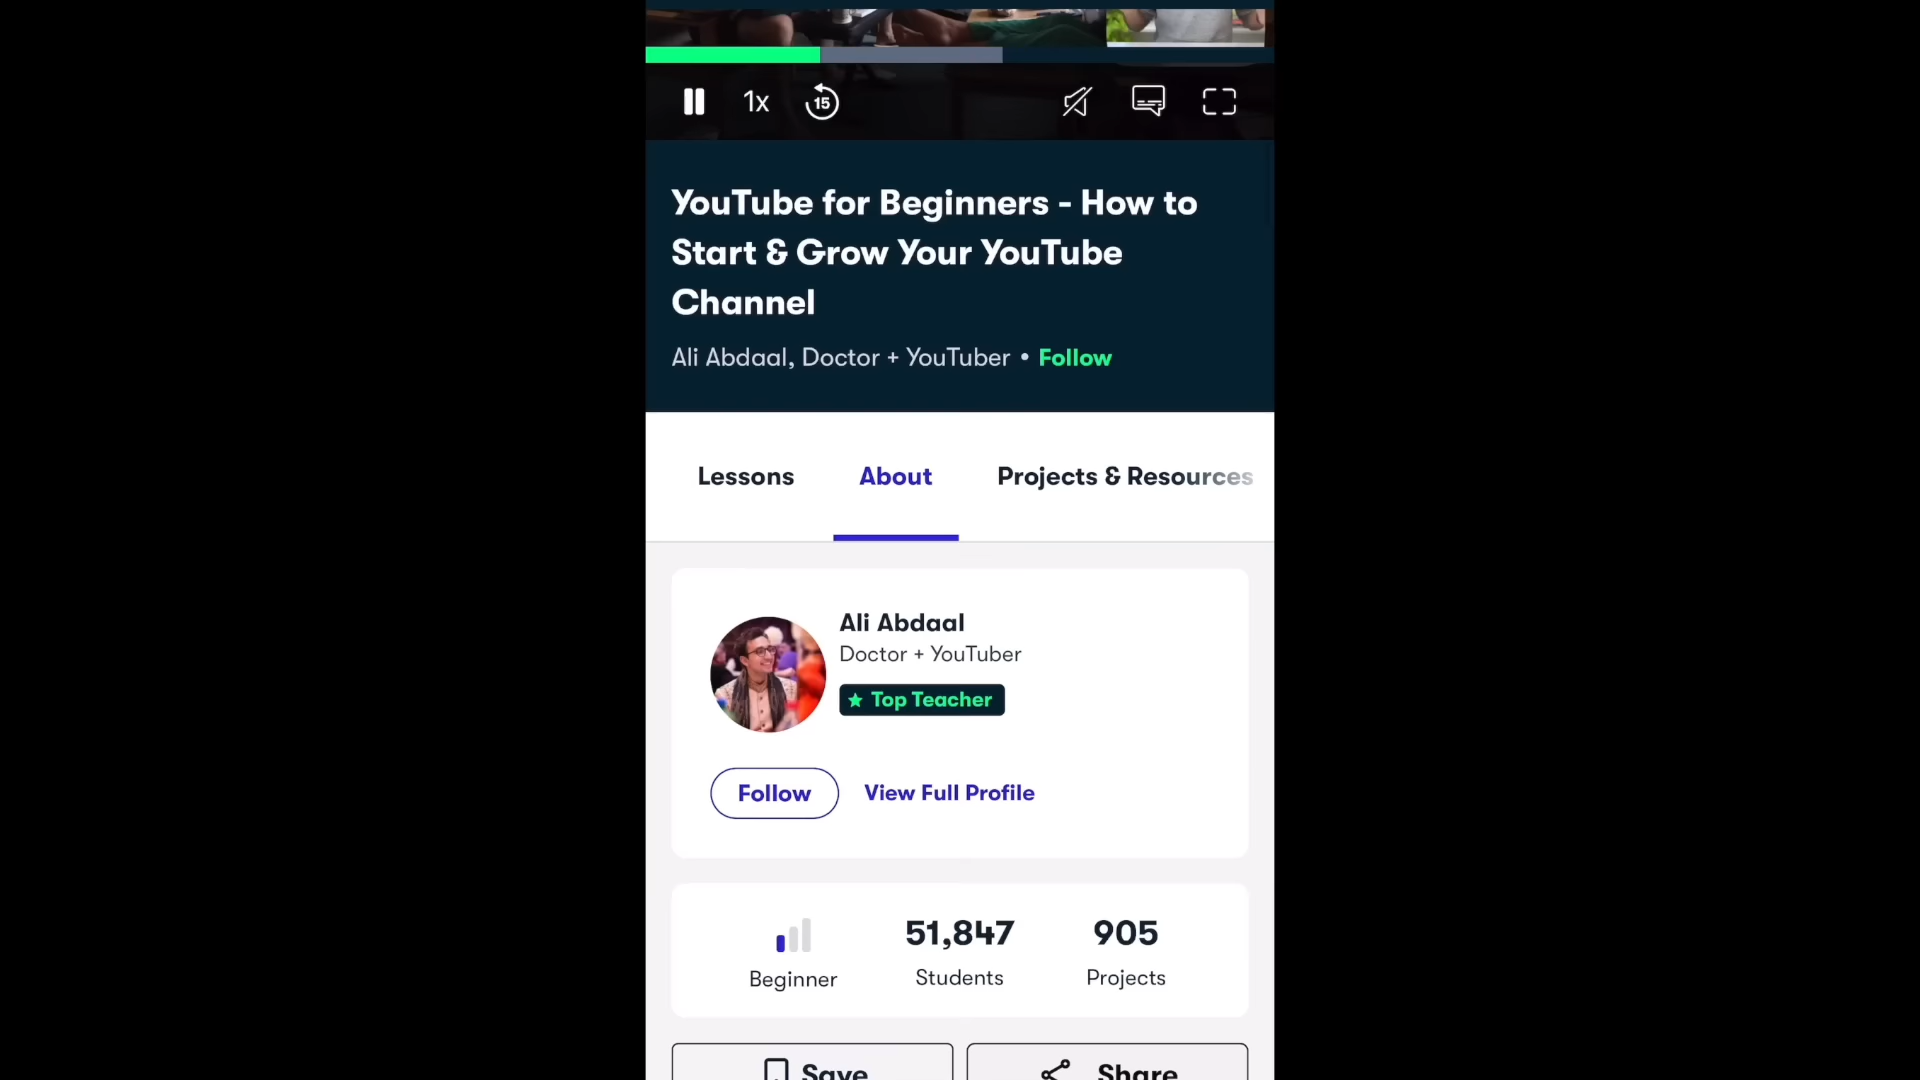 1x
15
YouTube for Beginners - How to
Start & Grow Your YouTube
Channel
Ali Abdaal, Doctor + YouTuber • Follow
Lessons About Projects & Resources
Ali Abdaal
Doctor + YouTuber
Top Teacher
Follow View Full Profile
51,847 905
Beginner Students Projects
Save Share